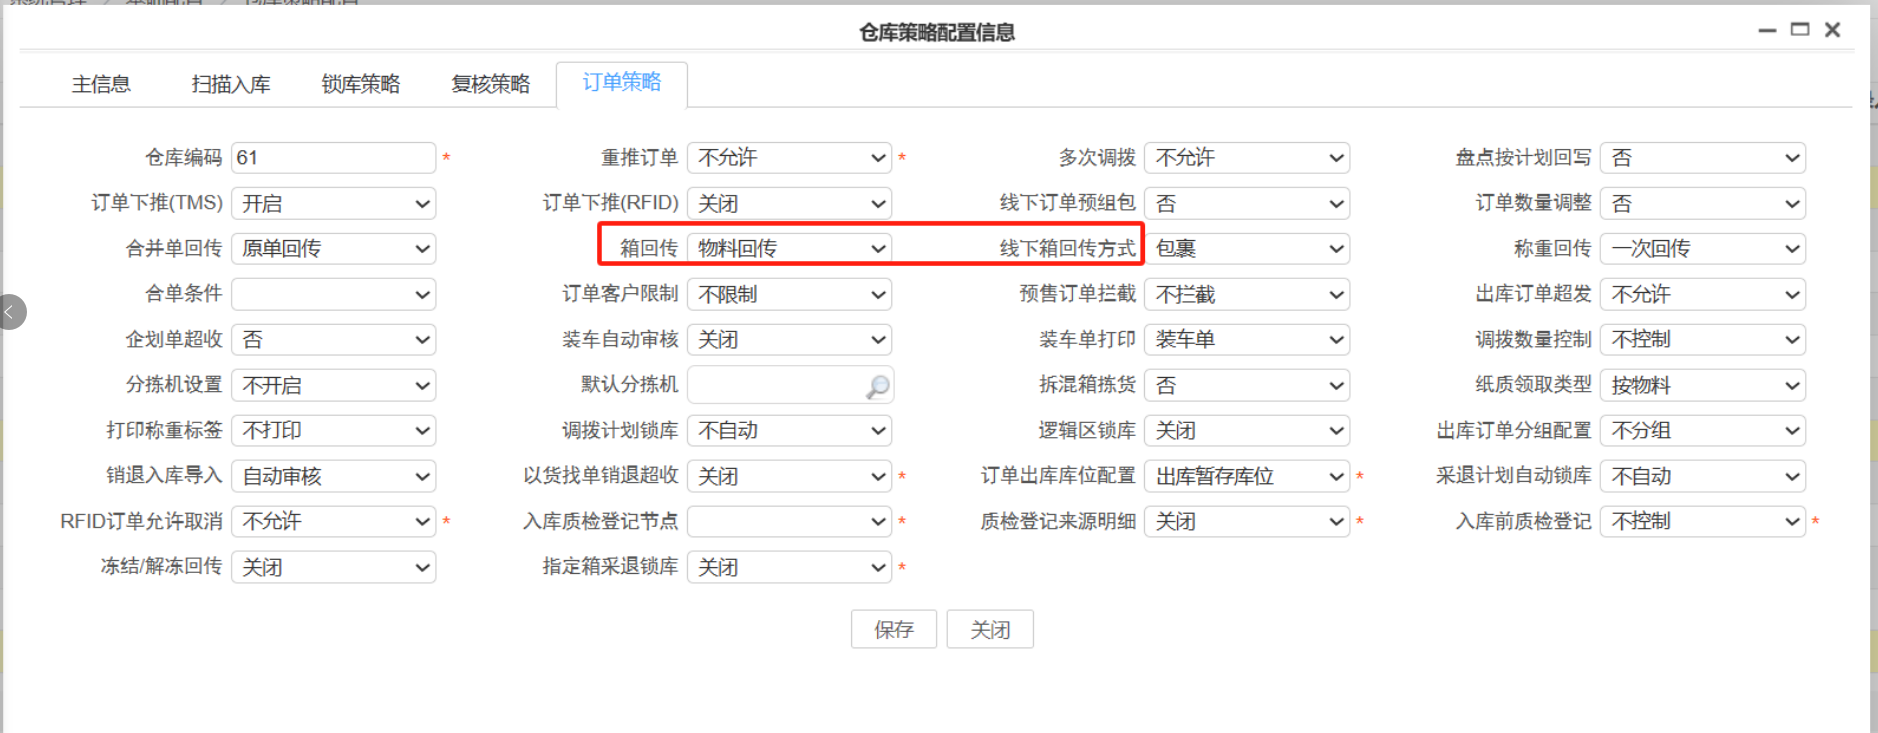 仓库策略配置信息
主信息 扫描入库 锁库策略 复核策略 订单策略
仓库编码 61 * 重推订单 不允许 * 多次调拨 不允许 盘点按计划回写 否
订单下推(TMS) 开启 订单下推(RFID) 关闭 线下订单预组包 否 订单数量调整 否
合并单回传 原单回传 箱回传 物料回传 线下箱回传方式 包裹 称重回传 一次回传
合单条件 订单客户限制 不限制 预售订单拦截 不拦截 出库订单超发 不允许
企划单超收 否 装车自动审核 关闭 装车单打印 装车单 调拨数量控制 不控制
分拣机设置 不开启 默认分拣机 拆混箱拣货 否 纸质领取类型 按物料
打印称重标签 不打印 调拨计划锁库 不自动 逻辑区锁库 关闭 出库订单分组配置 不分组
销退入库导入 自动审核 以货找单销退超收 关闭 * 订单出库库位配置 出库暂存库位 * 采退计划自动锁库 不自动
RFID订单允许取消 不允许 * 入库质检登记节点 * 质检登记来源明细 关闭 * 入库前质检登记 不控制 *
冻结/解冻回传 关闭 指定箱采退锁库 关闭 *
保存 关闭